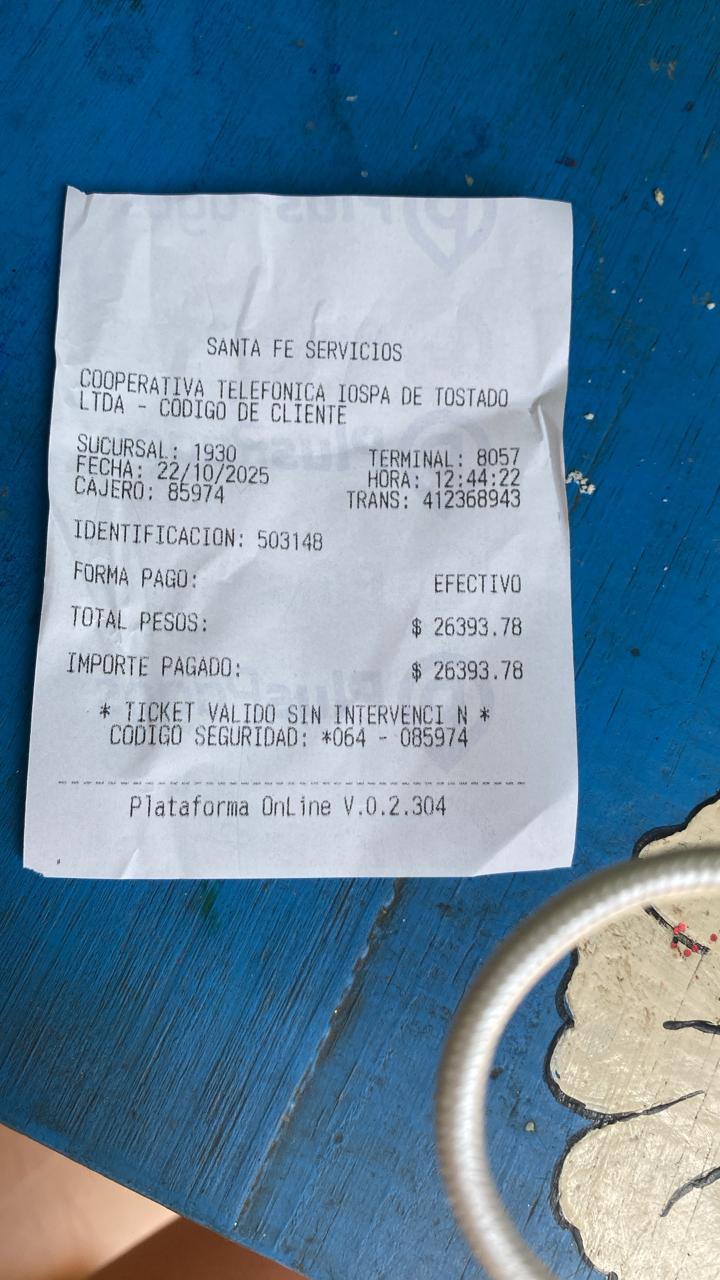 SANTA FE SERVICIOS
COOPERATIVA TELEFONICA IOSPA DE TOSTADO
LTDA - CODIGO DE CLIENTE
SUCURSAL: 1930 TERMINAL: 8057
FECHA: 22/10/2025 HORA: 12:44:22
CAJERO: 85974 TRANS: 412368943
IDENTIFICACION: 503148
FORMA PAGO: EFECTIVO
TOTAL PESOS: $ 26393.78
IMPORTE PAGADO: $ 26393.78
* TICKET VALIDO SIN INTERVENCI N *
CODIGO SEGURIDAD: *064 - 085974
Plataforma OnLine V.0.2.304